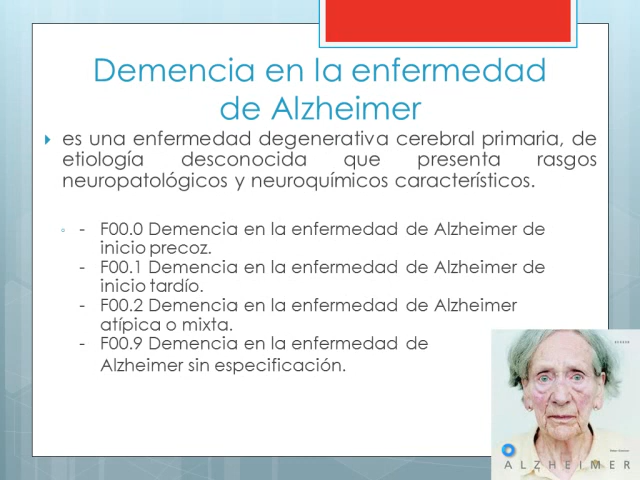 Demencia en la enfermedad
de Alzheimer
es una enfermedad degenerativa cerebral primaria, de
etiología desconocida que presenta rasgos
neuropatológicos y neuroquímicos característicos.
- F00.0 Demencia en la enfermedad de Alzheimer de
inicio precoz.
- F00.1 Demencia en la enfermedad de Alzheimer de
inicio tardío.
- F00.2 Demencia en la enfermedad de Alzheimer
atípica o mixta.
- F00.9 Demencia en la enfermedad de
Alzheimer sin especificación.
ALZHEIMER